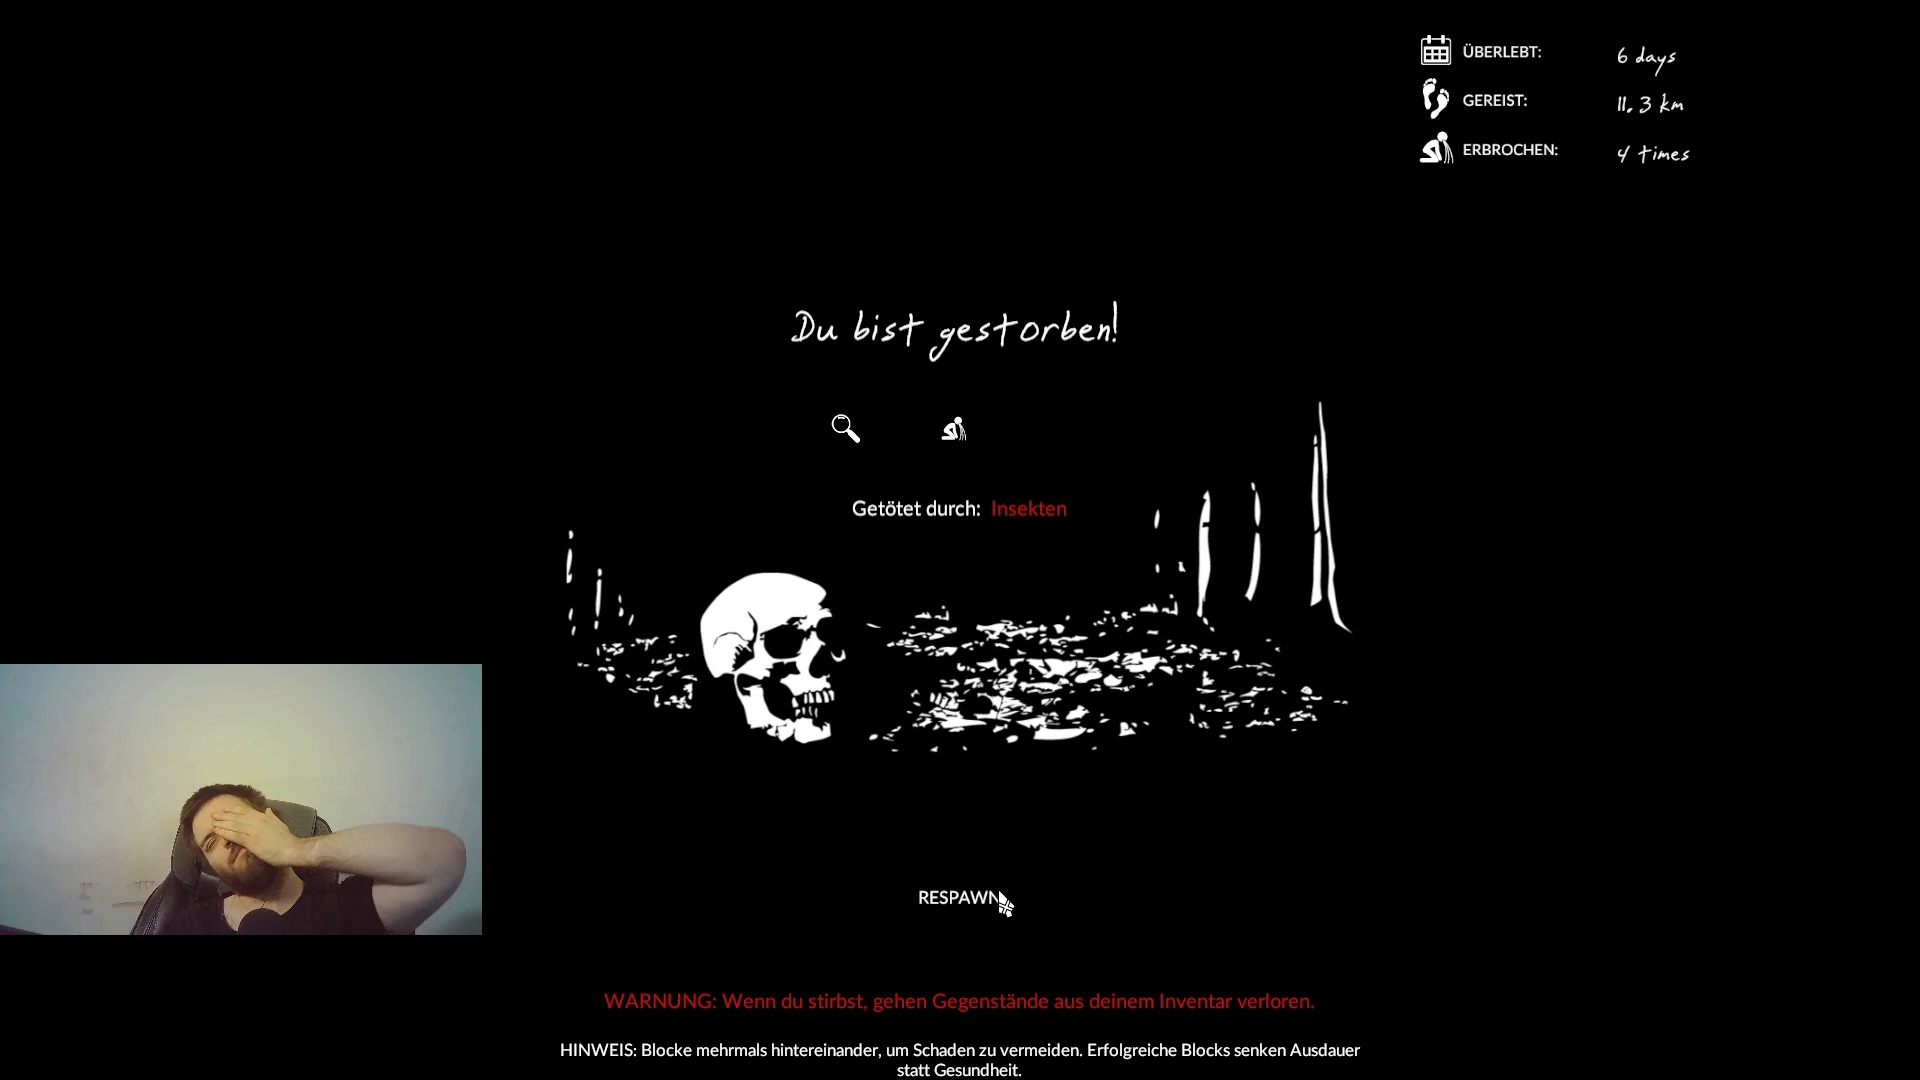 ÜBERLEBT: 6 days
GEREIST: 11.3 km
ERBROCHEN: 4 times
Du bist gestorben!
Getötet durch: Insekten
RESPAWN
WARNUNG: Wenn du stirbst, gehen Gegenstände aus deinem Inventar verloren.
HINWEIS: Blocke mehrmals hintereinander, um Schaden zu vermeiden. Erfolgreiche Blocks senken Ausdauer
statt Gesundheit.